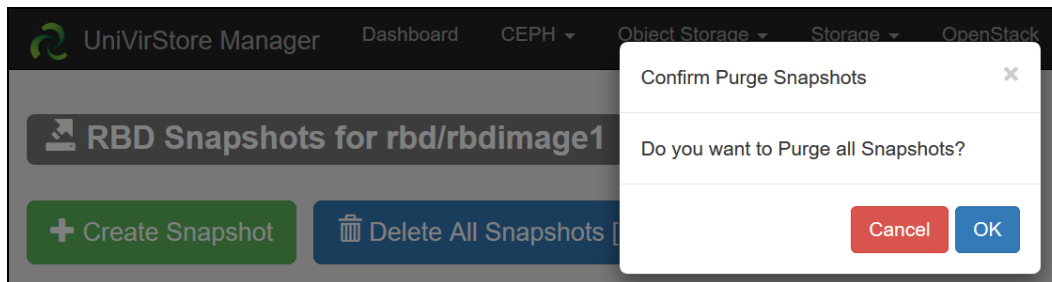 UniVirStore Manager Dashboard CEPH Object Storage Storage OpenStack
Confirm Purge Snapshots ×
RBD Snapshots for rbd/rbdimage1
Do you want to Purge all Snapshots?
Create Snapshot Delete All Snapshots [
Cancel OK